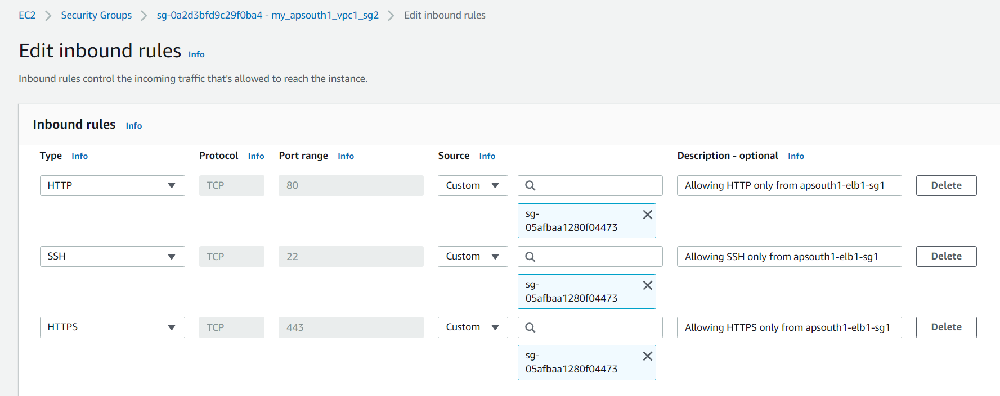 EC2 > Security Groups > sg-0a2d3bfd9c29f0ba4 - my_apsouth1_vpc1_sg2 > Edit inbound rules
Edit inbound rules Info
Inbound rules control the incoming traffic that's allowed to reach the instance.
Inbound rules Info
Type Info Protocol Info Port range Info Source Info Description - optional Info
HTTP TCP 80 Custom Allowing HTTP only from apsouth1-elb1-sg1 Delete
sg-
05afbaa1280f04473
SSH TCP 22 Custom Allowing SSH only from apsouth1-elb1-sg1 Delete
sg-
05afbaa1280f04473
HTTPS TCP 443 Custom Allowing HTTPS only from apsouth1-elb1-sg1 Delete
sg-
05afbaa1280f04473